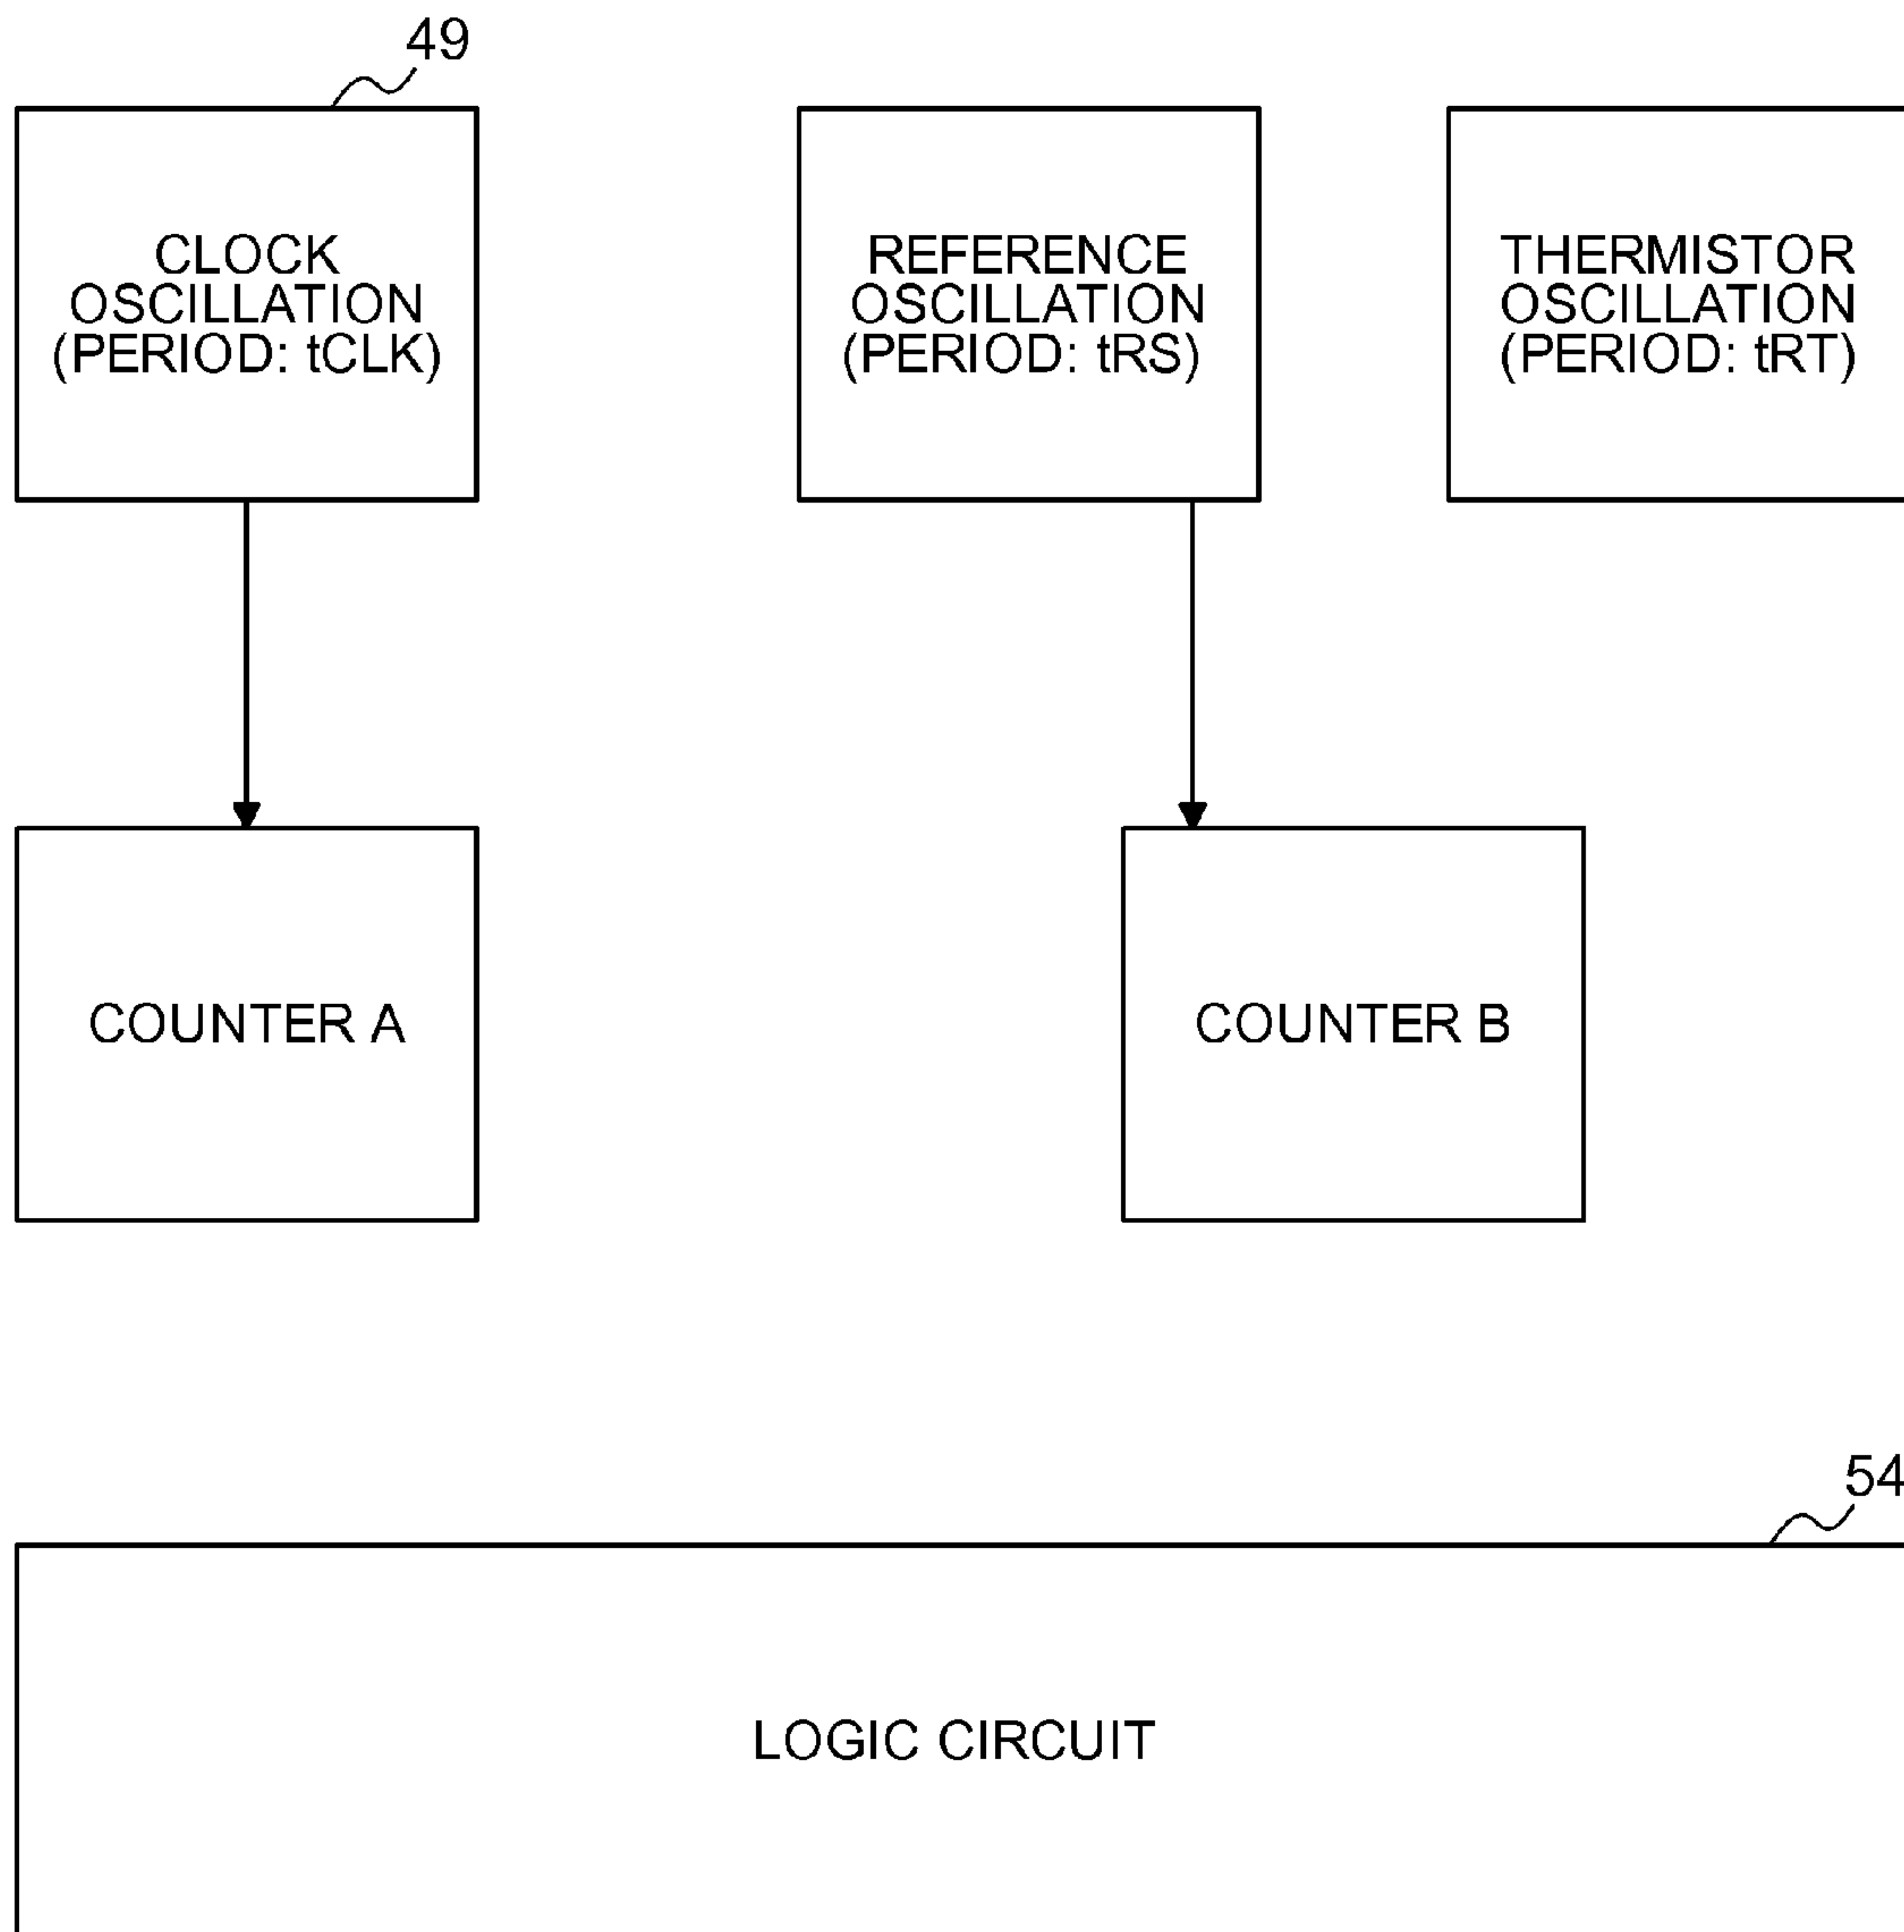 49
CLOCK
OSCILLATION
(PERIOD: tCLK)
REFERENCE
OSCILLATION
(PERIOD: tRS)
THERMISTOR
OSCILLATION
(PERIOD: tRT)
COUNTER A
COUNTER B
54
LOGIC CIRCUIT